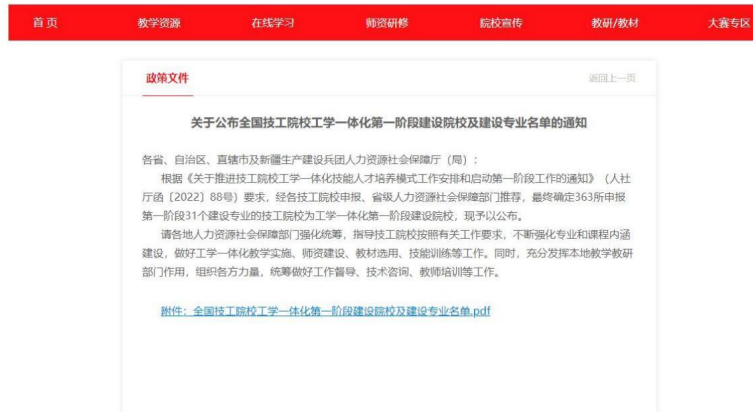 首页 教学资源 在线学习 师资研修 院校宣传 教研/教材 大赛专区
政策文件 返回上一页
关于公布全国技工院校工学一体化第一阶段建设院校及建设专业名单的通知
各省、自治区、直辖市及新疆生产建设兵团人力资源社会保障厅（局）：
根据《关于推进技工院校工学一体化技能人才培养模式工作安排和启动第一阶段工作的通知》（人社
厅函〔2022〕88号）要求，经各技工院校申报、省级人力资源社会保障部门推荐，最终确定363所申报
第一阶段31个建设专业的技工院校为工学一体化第一阶段建设院校，现予以公布。
请各地人力资源社会保障部门强化统筹，指导技工院校按照有关工作要求，不断强化专业和课程内涵
建设，做好工学一体化教学实施、师资建设、教材选用、技能训练等工作。同时，充分发挥本地教学教研
部门作用，组织各方力量，统筹做好工作督导、技术咨询、教师培训等工作。
附件：全国技工院校工学一体化第一阶段建设院校及建设专业名单.pdf